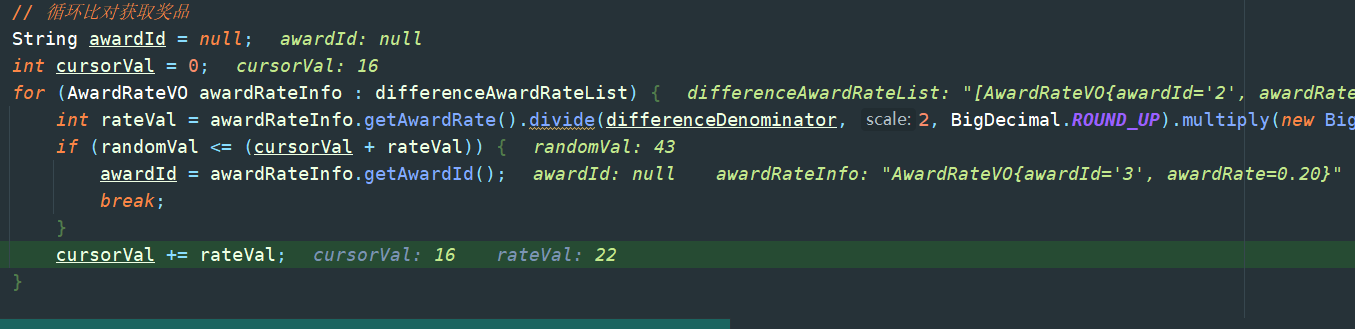 // 循环比对获取奖品
String awardId = null; awardId: null
int cursorVal = 0; cursorVal: 16
for (AwardRateVO awardRateInfo : differenceAwardRateList) { differenceAwardRateList: "[AwardRateVO{awardId='2', awardRate
int rateVal = awardRateInfo.getAwardRate().divide(differenceDenominator, scale: 2, BigDecimal.ROUND_UP).multiply(new Big
if (randomVal <= (cursorVal + rateVal)) { randomVal: 43
awardId = awardRateInfo.getAwardId(); awardId: null awardRateInfo: "AwardRateVO{awardId='3', awardRate=0.20}"
break;
}
cursorVal += rateVal; cursorVal: 16 rateVal: 22
}